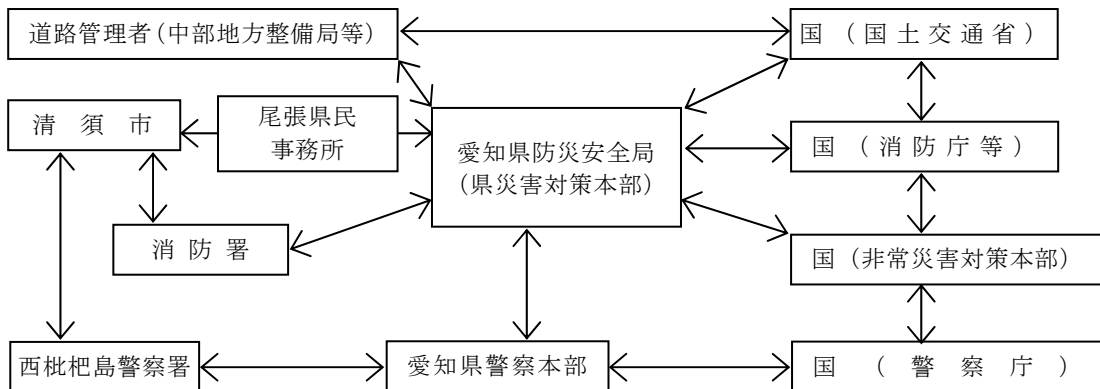 道路管理者（中部地方整備局等）
国（国土交通省）
清須市
尾張県民
事務所
愛知県防災安全局
（県災害対策本部）
国（消防庁等）
消防署
国（非常災害対策本部）
西枇杷島警察署
愛知県警察本部
国（警察庁）